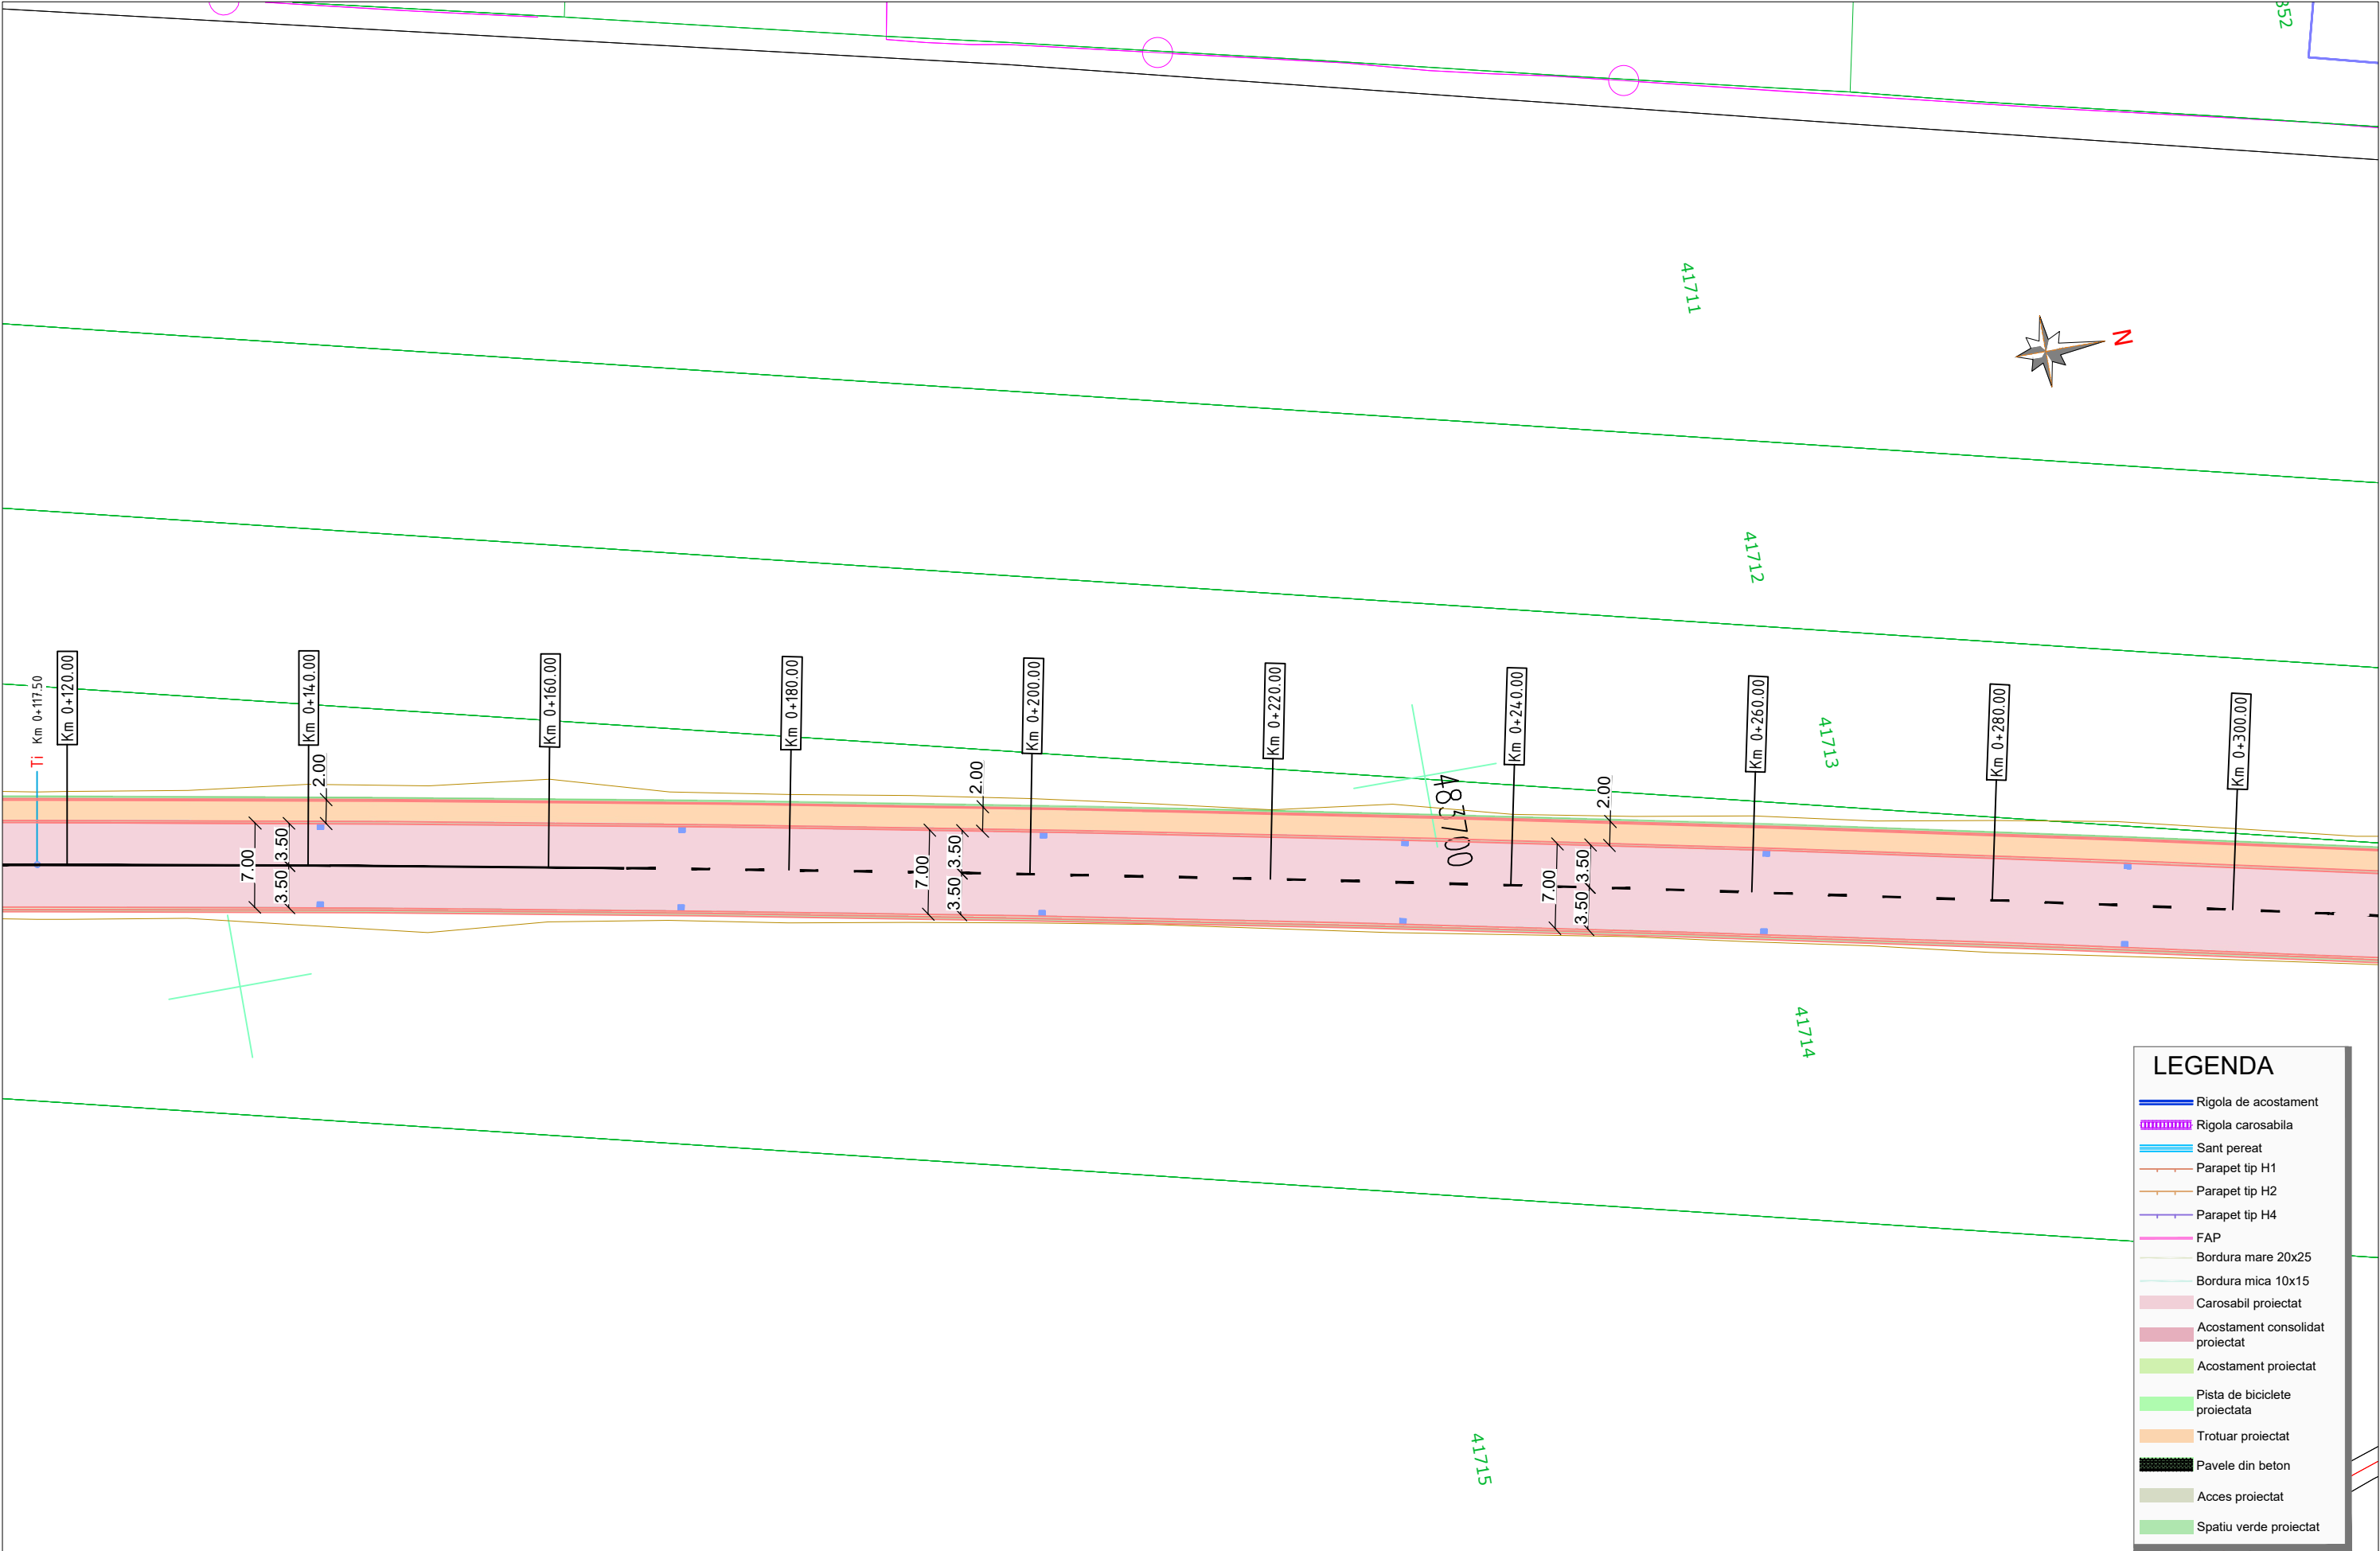 352
41711
N
41712
Ti Km 0+117.50
Km 0+120.00
Km 0+140.00
Km 0+160.00
Km 0+180.00
Km 0+200.00
Km 0+220.00
Km 0+240.00
Km 0+260.00
Km 0+280.00
Km 0+300.00
41713
2.00
2.00
2.00
483700
7.00
3.50
3.50
7.00
3.50
3.50
7.00
3.50
3.50
41714
41715
LEGENDA
Rigola de acostament
Rigola carosabila
Sant pereat
Parapet tip H1
Parapet tip H2
Parapet tip H4
FAP
Bordura mare 20x25
Bordura mica 10x15
Carosabil proiectat
Acostament consolidat
proiectat
Acostament proiectat
Pista de biciclete
proiectata
Trotuar proiectat
Pavele din beton
Acces proiectat
Spatiu verde proiectat